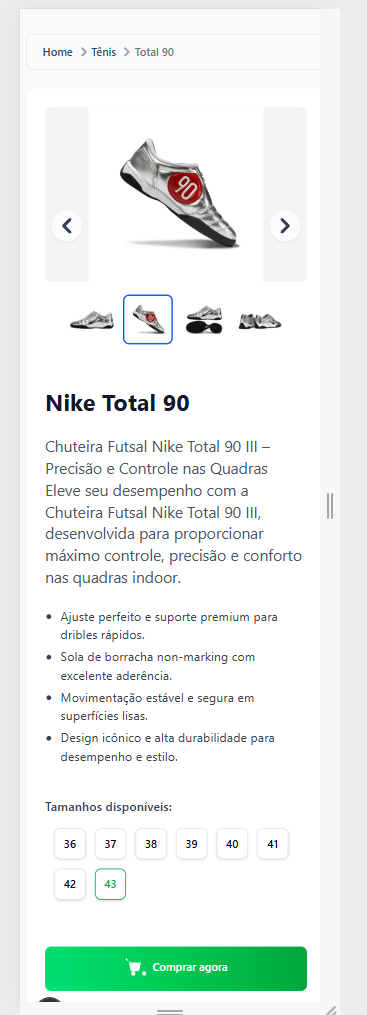 Home > Tênis > Total 90
90
Nike Total 90
Chuteira Futsal Nike Total 90 III –
Precisão e Controle nas Quadras
Eleve seu desempenho com a
Chuteira Futsal Nike Total 90 III,
desenvolvida para proporcionar
máximo controle, precisão e conforto
nas quadras indoor.
• Ajuste perfeito e suporte premium para
dribles rápidos.
• Sola de borracha non-marking com
excelente aderência.
• Movimentação estável e segura em
superfícies lisas.
• Design icônico e alta durabilidade para
desempenho e estilo.
Tamanhos disponíveis:
36 37 38 39 40 41
42 43
Comprar agora